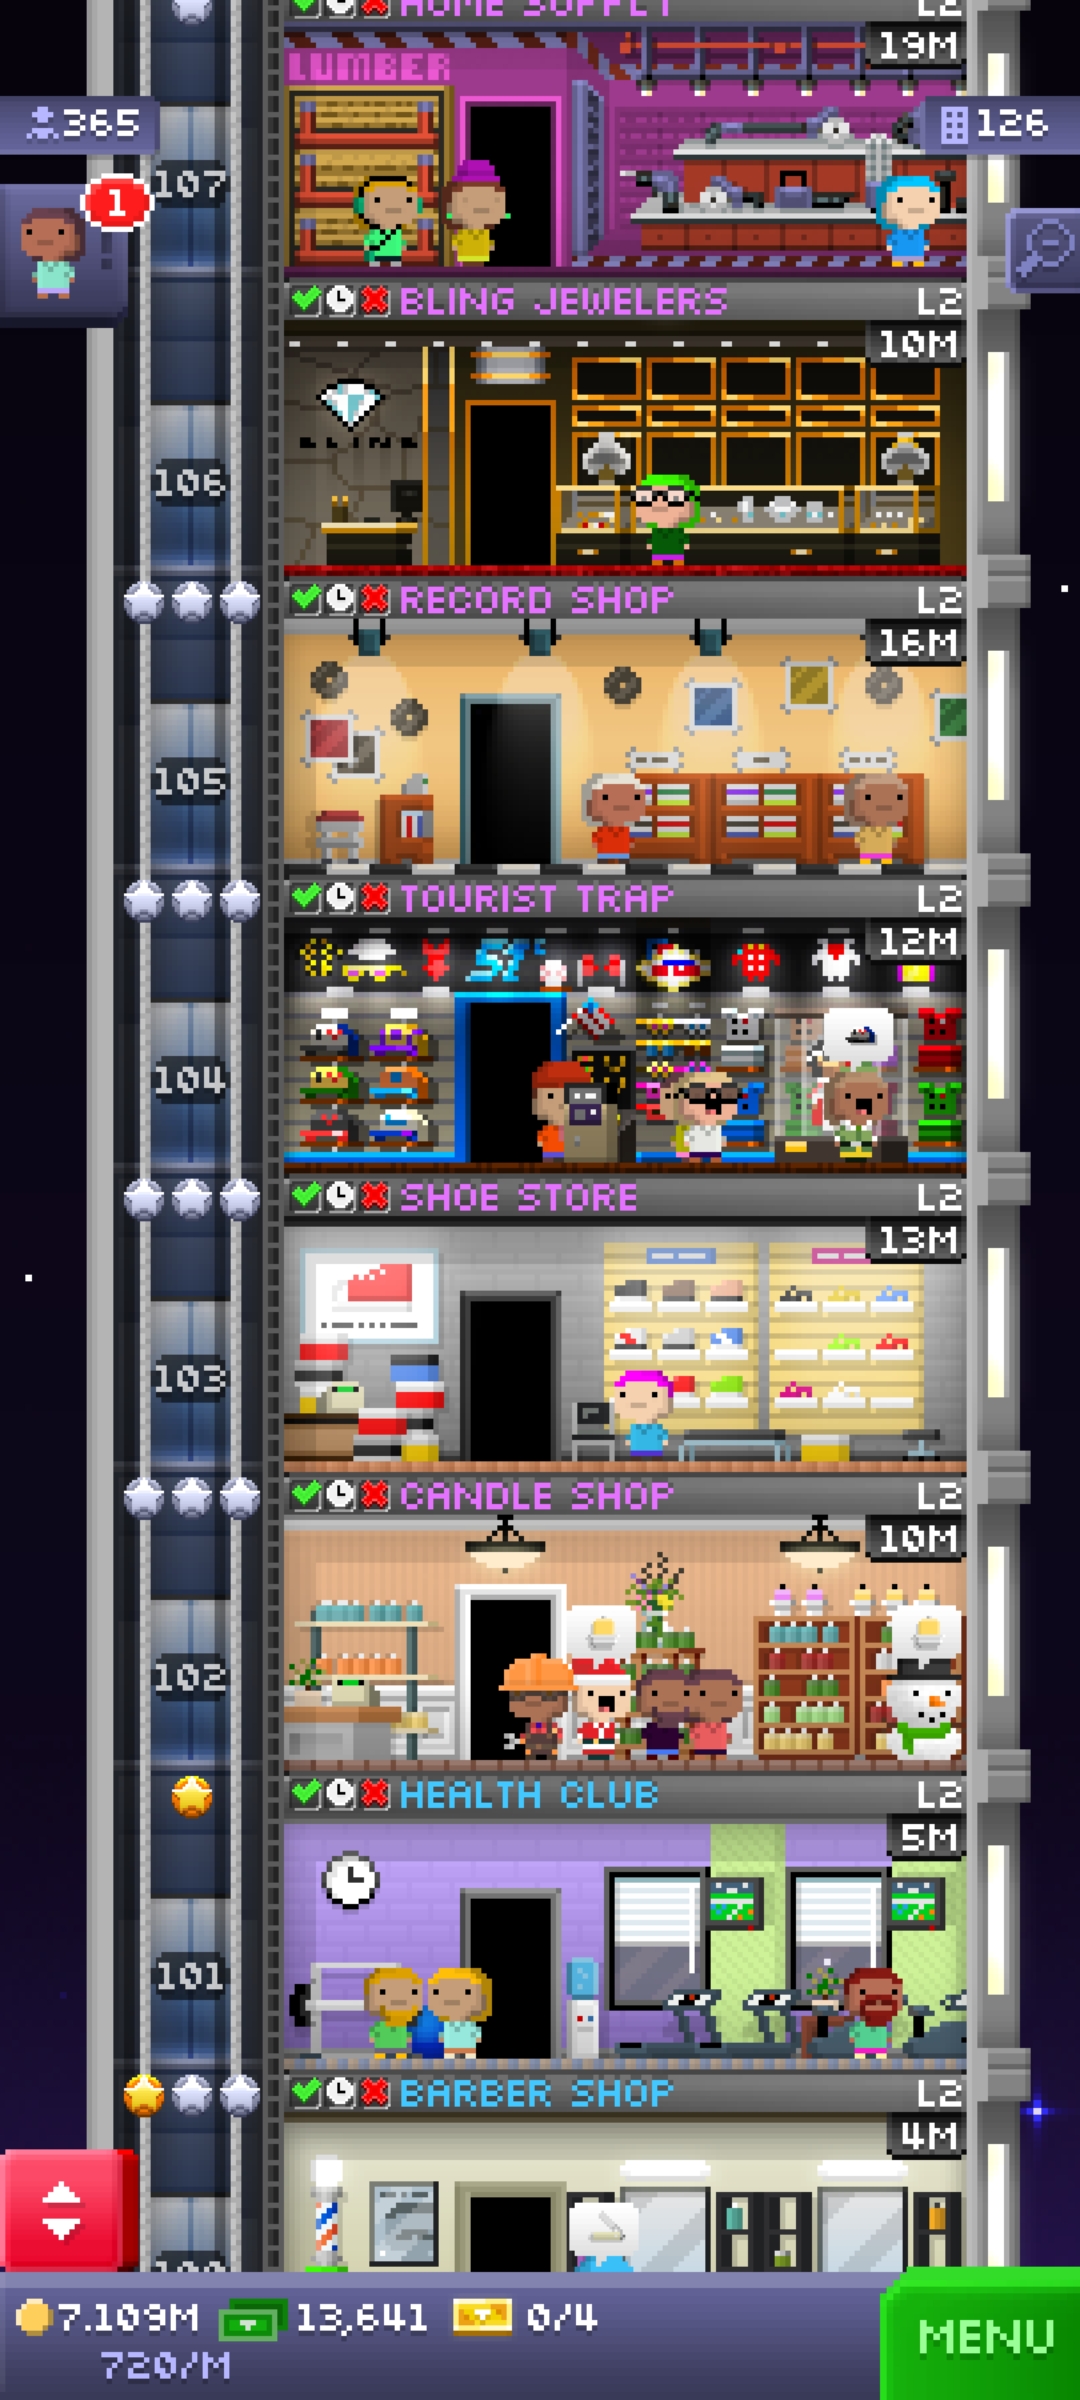 HOME SUPPLY L2
19M
LUMBER
365
126
1
107
BLING JEWELERS L2
10M
BLING
106
RECORD SHOP L2
16M
105
TOURIST TRAP L2
12M
104
SHOE STORE L2
13M
103
CANDLE SHOP L2
10M
102
HEALTH CLUB L2
5M
101
BARBER SHOP L2
4M
100
7.109M 13,641 0/4
720/M
MENU